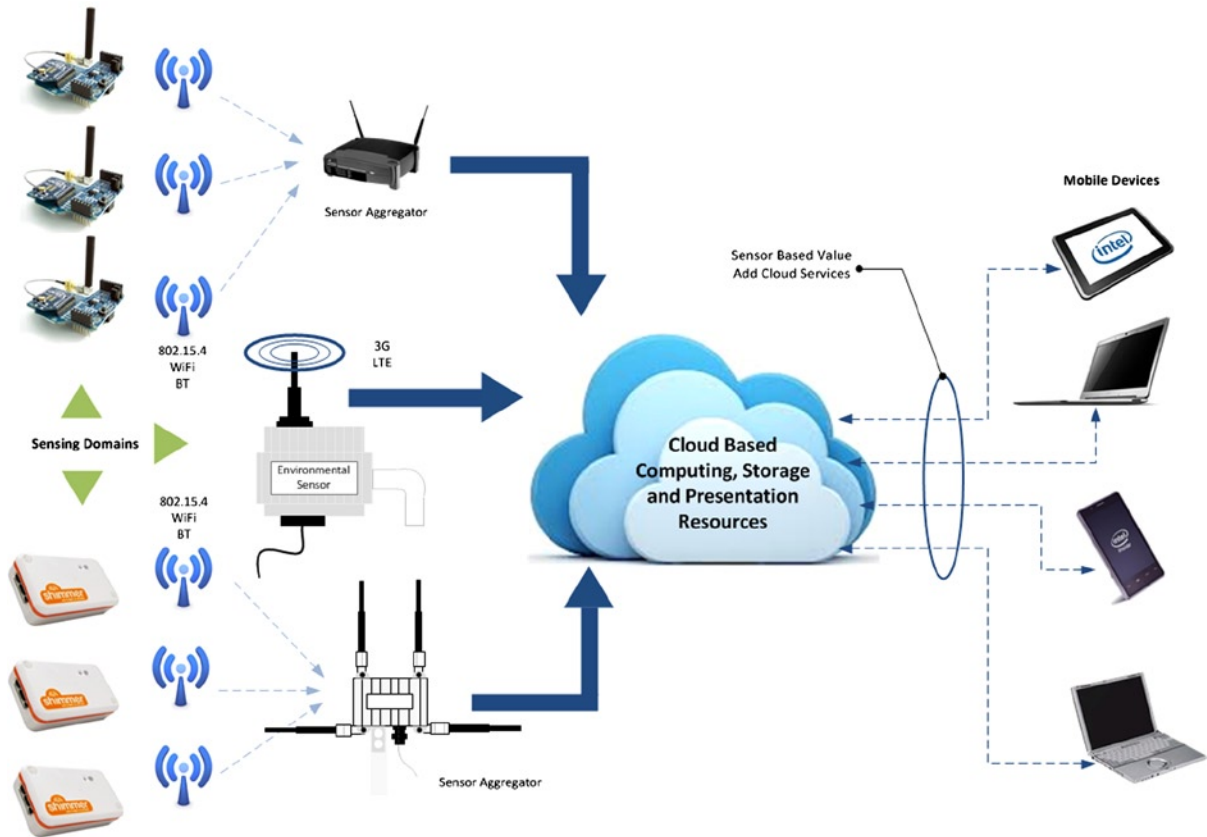 Sensor Aggregator
802.15.4
WiFi
BT
3G
LTE
Sensing Domains
Environmental
Sensor
802.15.4
WiFi
BT
shimmer
shimmer
shimmer
Sensor Aggregator
Cloud Based
Computing, Storage
and Presentation
Resources
Sensor Based Value
Add Cloud Services
Mobile Devices
intel
intel